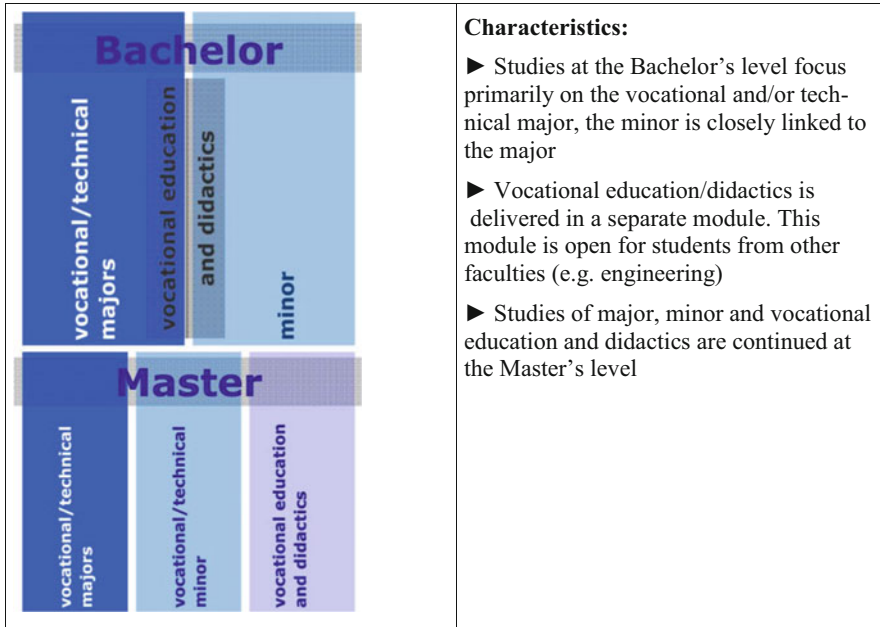 Bachelor
vocational/technical
majors
vocational education
and didactics
minor
Master
vocational/technical
majors
vocational/technical
minor
vocational education
and didactics
Characteristics:
► Studies at the Bachelor's level focus
primarily on the vocational and/or tech-
nical major, the minor is closely linked to
the major
► Vocational education/didactics is
delivered in a separate module. This
module is open for students from other
faculties (e.g. engineering)
► Studies of major, minor and vocational
education and didactics are continued at
the Master's level